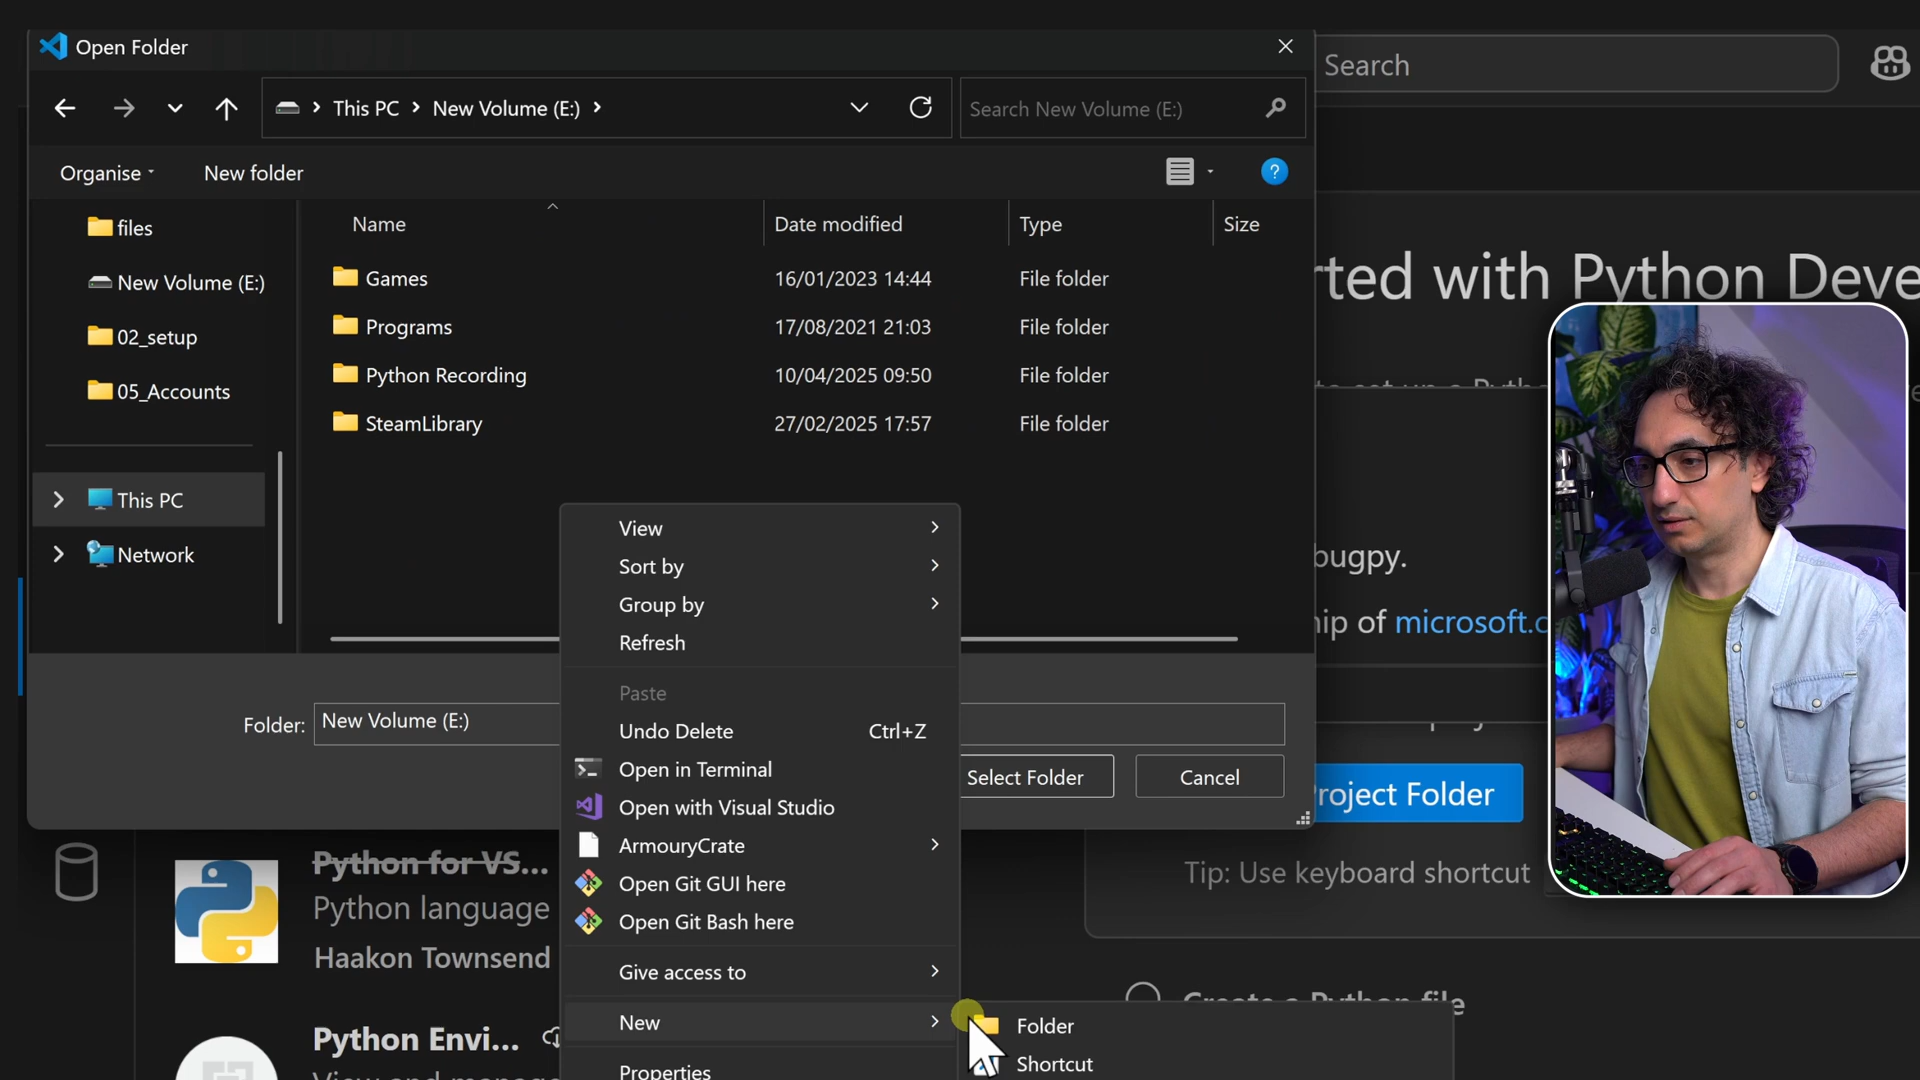 Open Folder
Search
This PC
New Volume (E:)
Search New Volume (E:)
Organise
New folder
?
files
New Volume (E:)
02_setup
05_Accounts
This PC
Network
Name
Date modified
Type
Size
Games
16/01/2023 14:44
File folder
Programs
17/08/2021 21:03
File folder
Python Recording
10/04/2025 09:50
File folder
SteamLibrary
27/02/2025 17:57
File folder
rted with Python Deve
bugpy.
ip of microsoft.c
View
Sort by
Group by
Refresh
Paste
Undo Delete Ctrl+Z
Open in Terminal
Open with Visual Studio
ArmouryCrate
Open Git GUI here
Open Git Bash here
Give access to
New
Properties
Folder
Shortcut
Folder:
New Volume (E:)
Select Folder
Cancel
roject Folder
Tip: Use keyboard shortcut
Create a Python file
Python for VS...
Python language
Haakon Townsend
Python Envi...